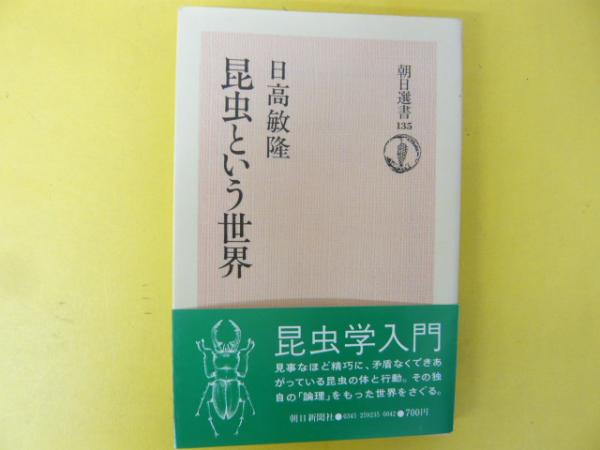 朝日選書
135
日高敏隆
昆虫という世界
昆虫学入門
見事なほど精巧に、矛盾なくできあ
がっている昆虫の体と行動。その独
自の「論理」をもった世界をさぐる。
朝日新聞社●0345 259235 0042●700円